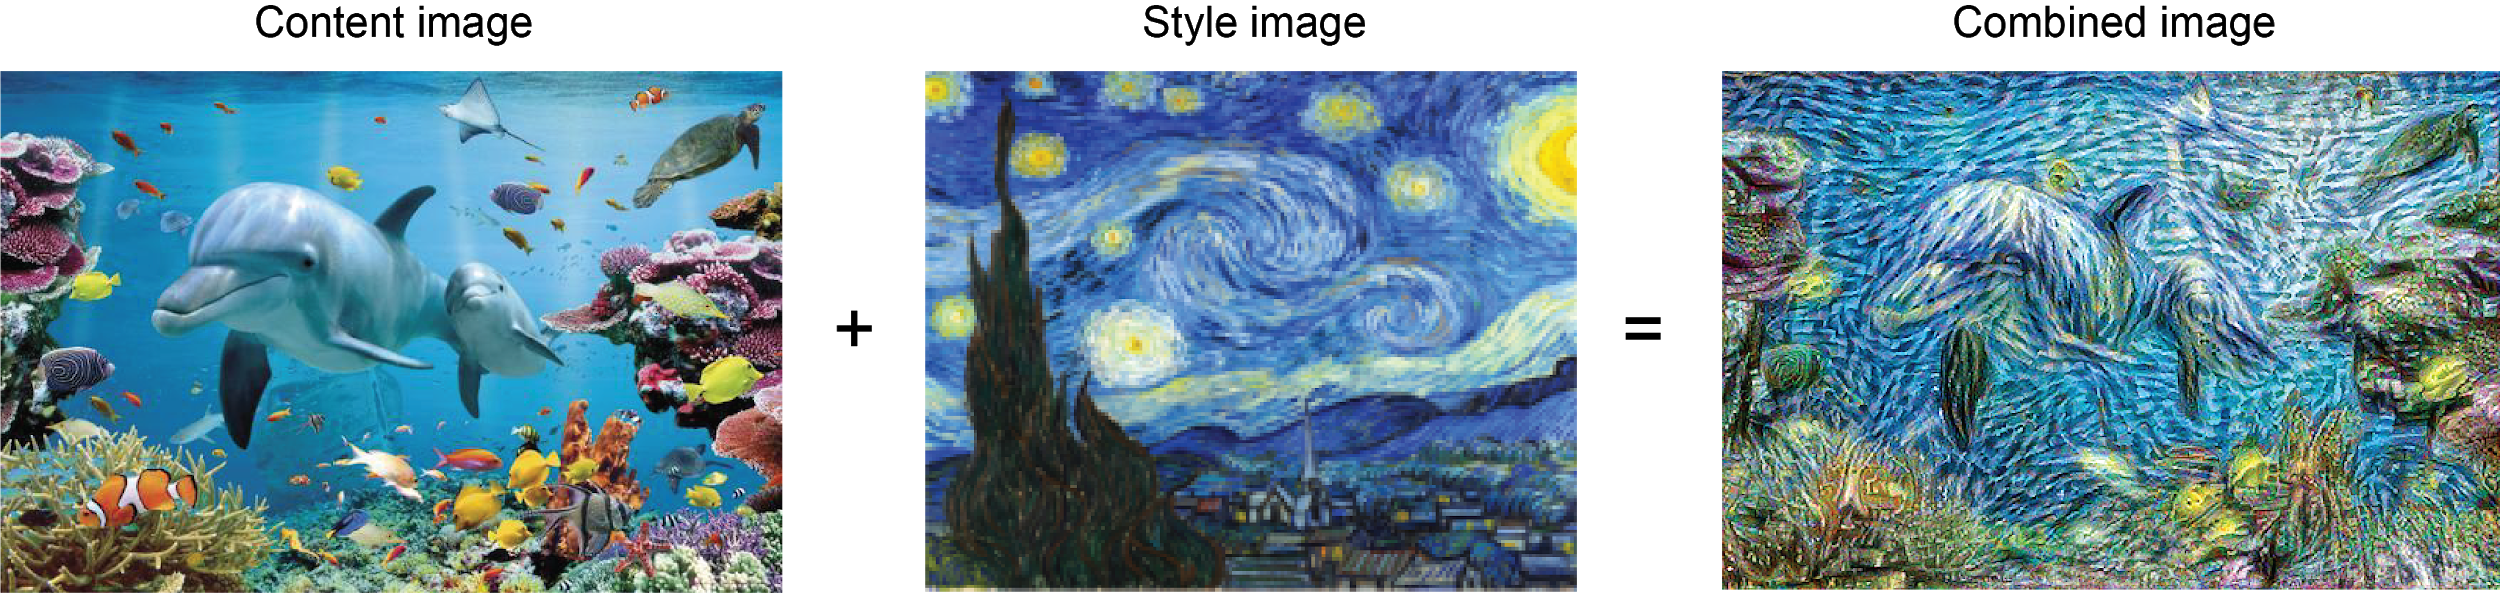 Content image
Style image
Combined image
+
=